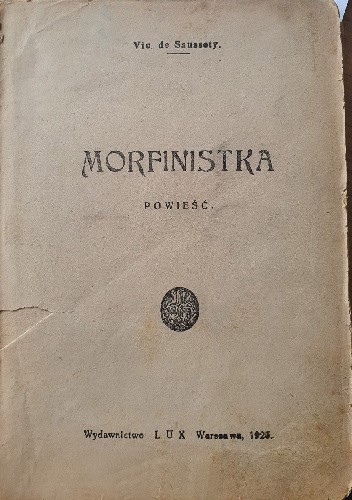 Vic. de Saussety.
MORFINISTKA
POWIEŚĆ.
Wydawnictwo LUX Warszawa, 1925.